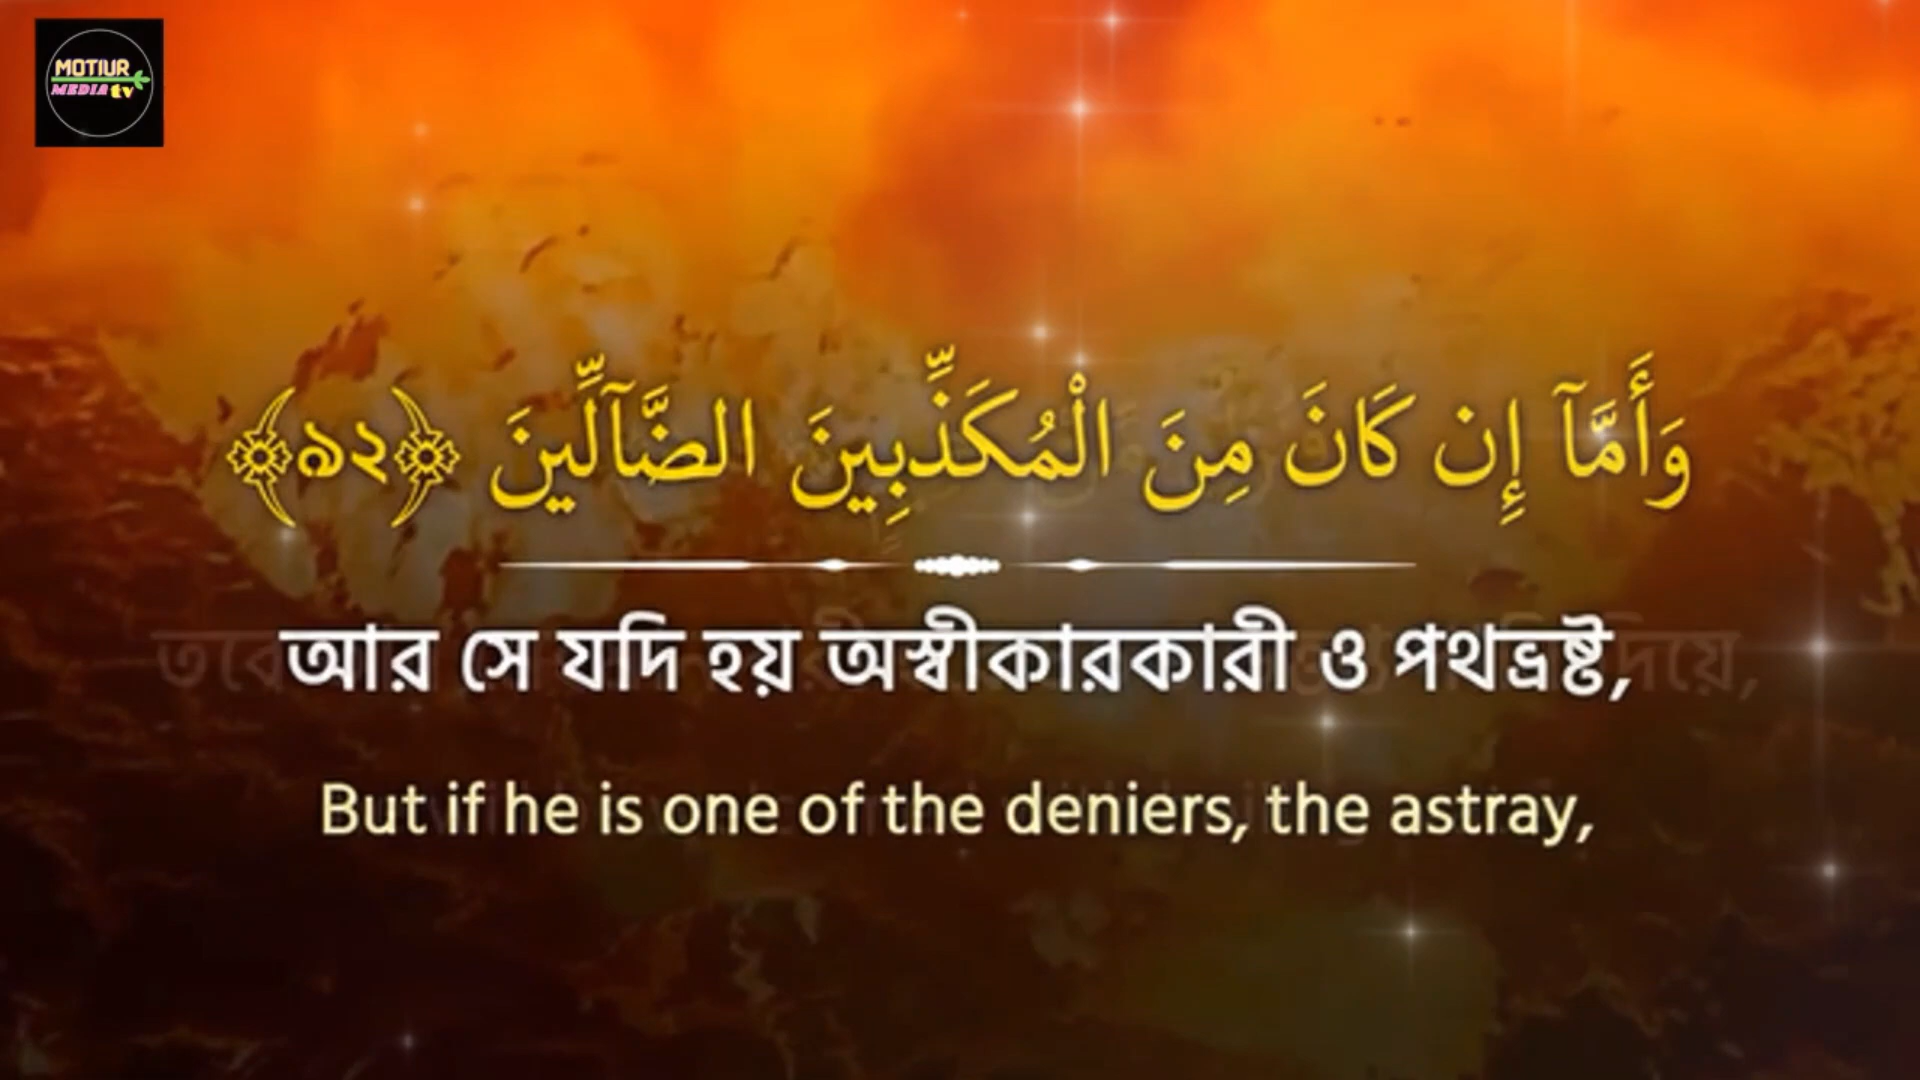 MOTIUR
MEDIA tv
وَأَمَّآ إِن كَانَ مِنَ الْمُكَذِّبِينَ الضَّآلِّينَ ﴿৯২﴾
আর সে যদি হয় অস্বীকারকারী ও পথভ্রষ্ট,
But if he is one of the deniers, the astray,